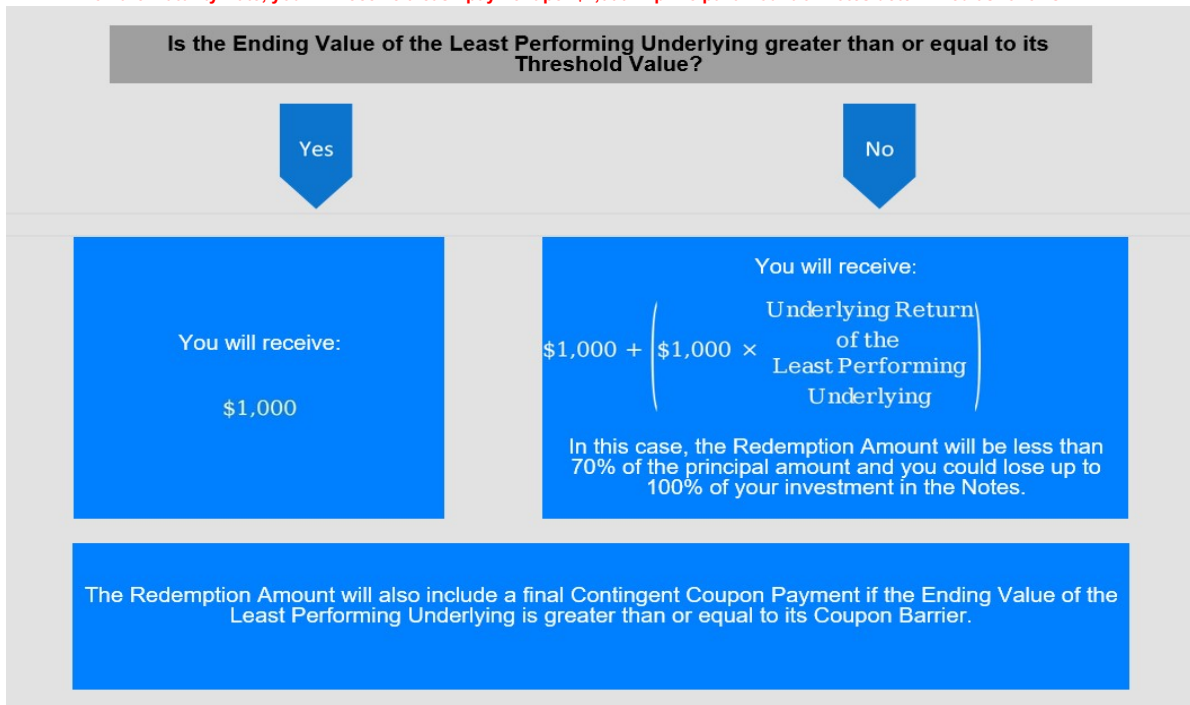 Is the Ending Value of the Least Performing Underlying greater than or equal to its
Threshold Value?
Yes
No
You will receive:
$1,000
You will receive:
$1,000 + ($1,000 × Underlying Return
of the
Least Performing
Underlying)
In this case, the Redemption Amount will be less than
70% of the principal amount and you could lose up to
100% of your investment in the Notes.
The Redemption Amount will also include a final Contingent Coupon Payment if the Ending Value of the
Least Performing Underlying is greater than or equal to its Coupon Barrier.